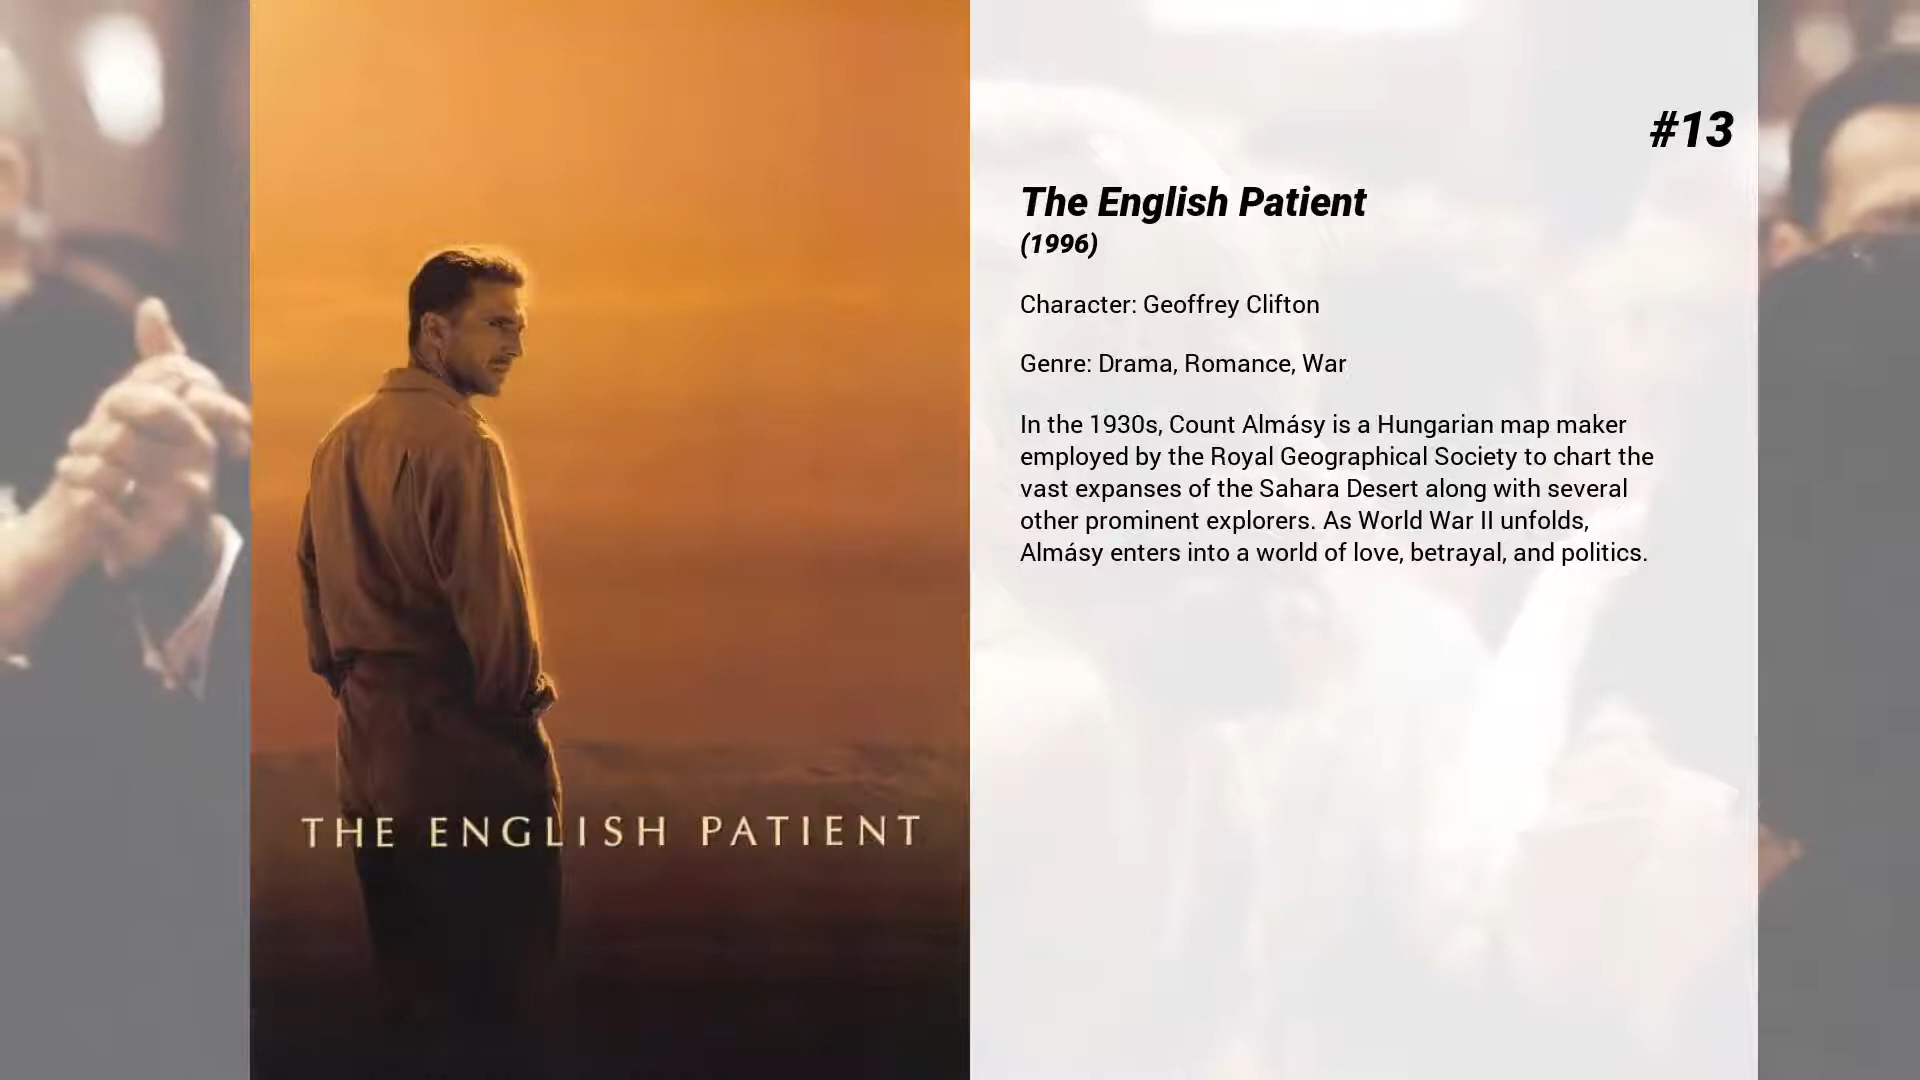 THE ENGLISH PATIENT
#13
The English Patient
(1996)
Character: Geoffrey Clifton
Genre: Drama, Romance, War
In the 1930s, Count Almásy is a Hungarian map maker
employed by the Royal Geographical Society to chart the
vast expanses of the Sahara Desert along with several
other prominent explorers. As World War II unfolds,
Almásy enters into a world of love, betrayal, and politics.